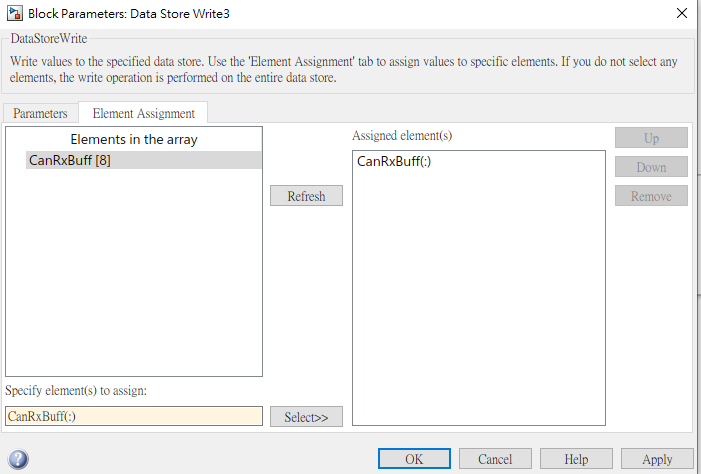 Block Parameters: Data Store Write3
DataStoreWrite
Write values to the specified data store. Use the 'Element Assignment' tab to assign values to specific elements. If you do not select any
elements, the write operation is performed on the entire data store.
Parameters
Element Assignment
Elements in the array
CanRxBuff [8]
Refresh
Assigned element(s)
CanRxBuff(:)
Up
Down
Remove
Specify element(s) to assign:
CanRxBuff(:)
Select>>
?
OK
Cancel
Help
Apply